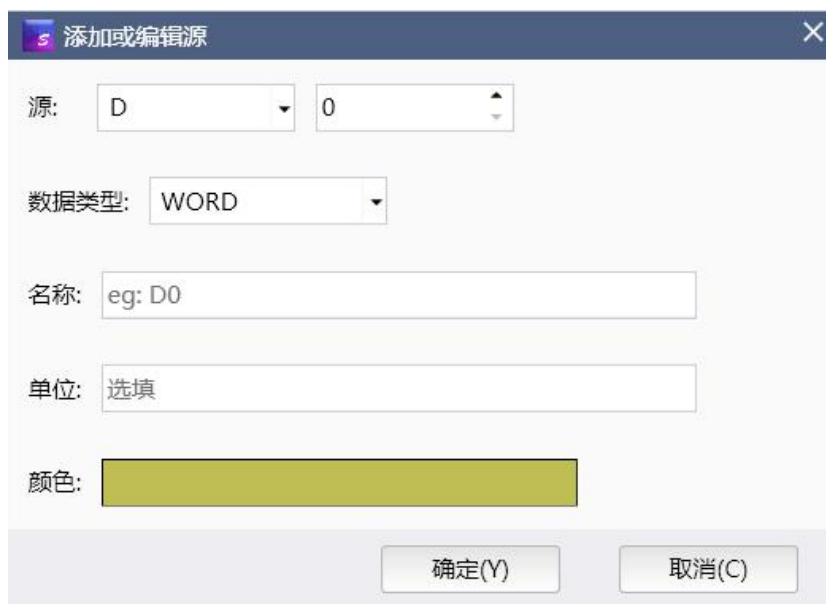 S 添加或编辑源
源: D 0
数据类型: WORD
名称: eg: D0
单位: 选填
颜色:
确定(Y) 取消(C)